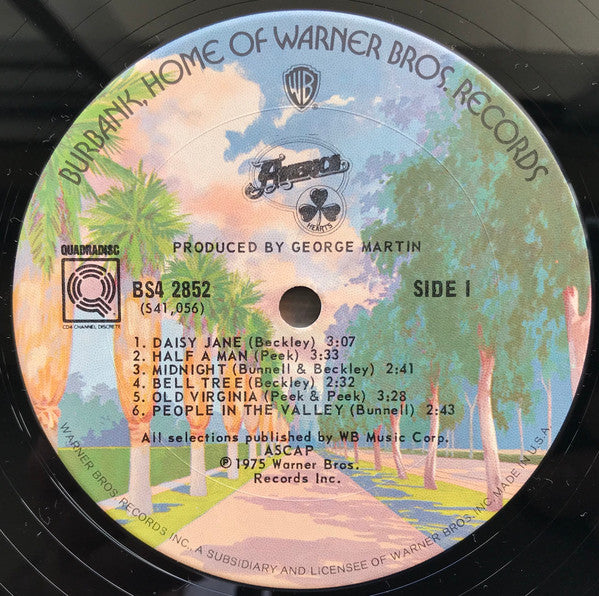 BURBANK, HOME OF WARNER BROS. RECORDS
WB
America
HEARTS
PRODUCED BY GEORGE MARTIN
QUADRADISC
Q
CD4 CHANNEL DISCRETE
BS4 2852
(S41,056)
SIDE I
1. DAISY JANE (Beckley) 3:07
2. HALF A MAN (Peek) 3:33
3. MIDNIGHT (Bunnell & Beckley) 2:41
4. BELL TREE (Beckley) 2:32
5. OLD VIRGINIA (Peek & Peek) 3:28
6. PEOPLE IN THE VALLEY (Bunnell) 2:43
All selections published by WB Music Corp.
ASCAP
℗1975 Warner Bros.
Records Inc.
WARNER BROS. RECORDS INC., A SUBSIDIARY AND LICENSEE OF WARNER BROS. INC. MADE IN U.S.A.